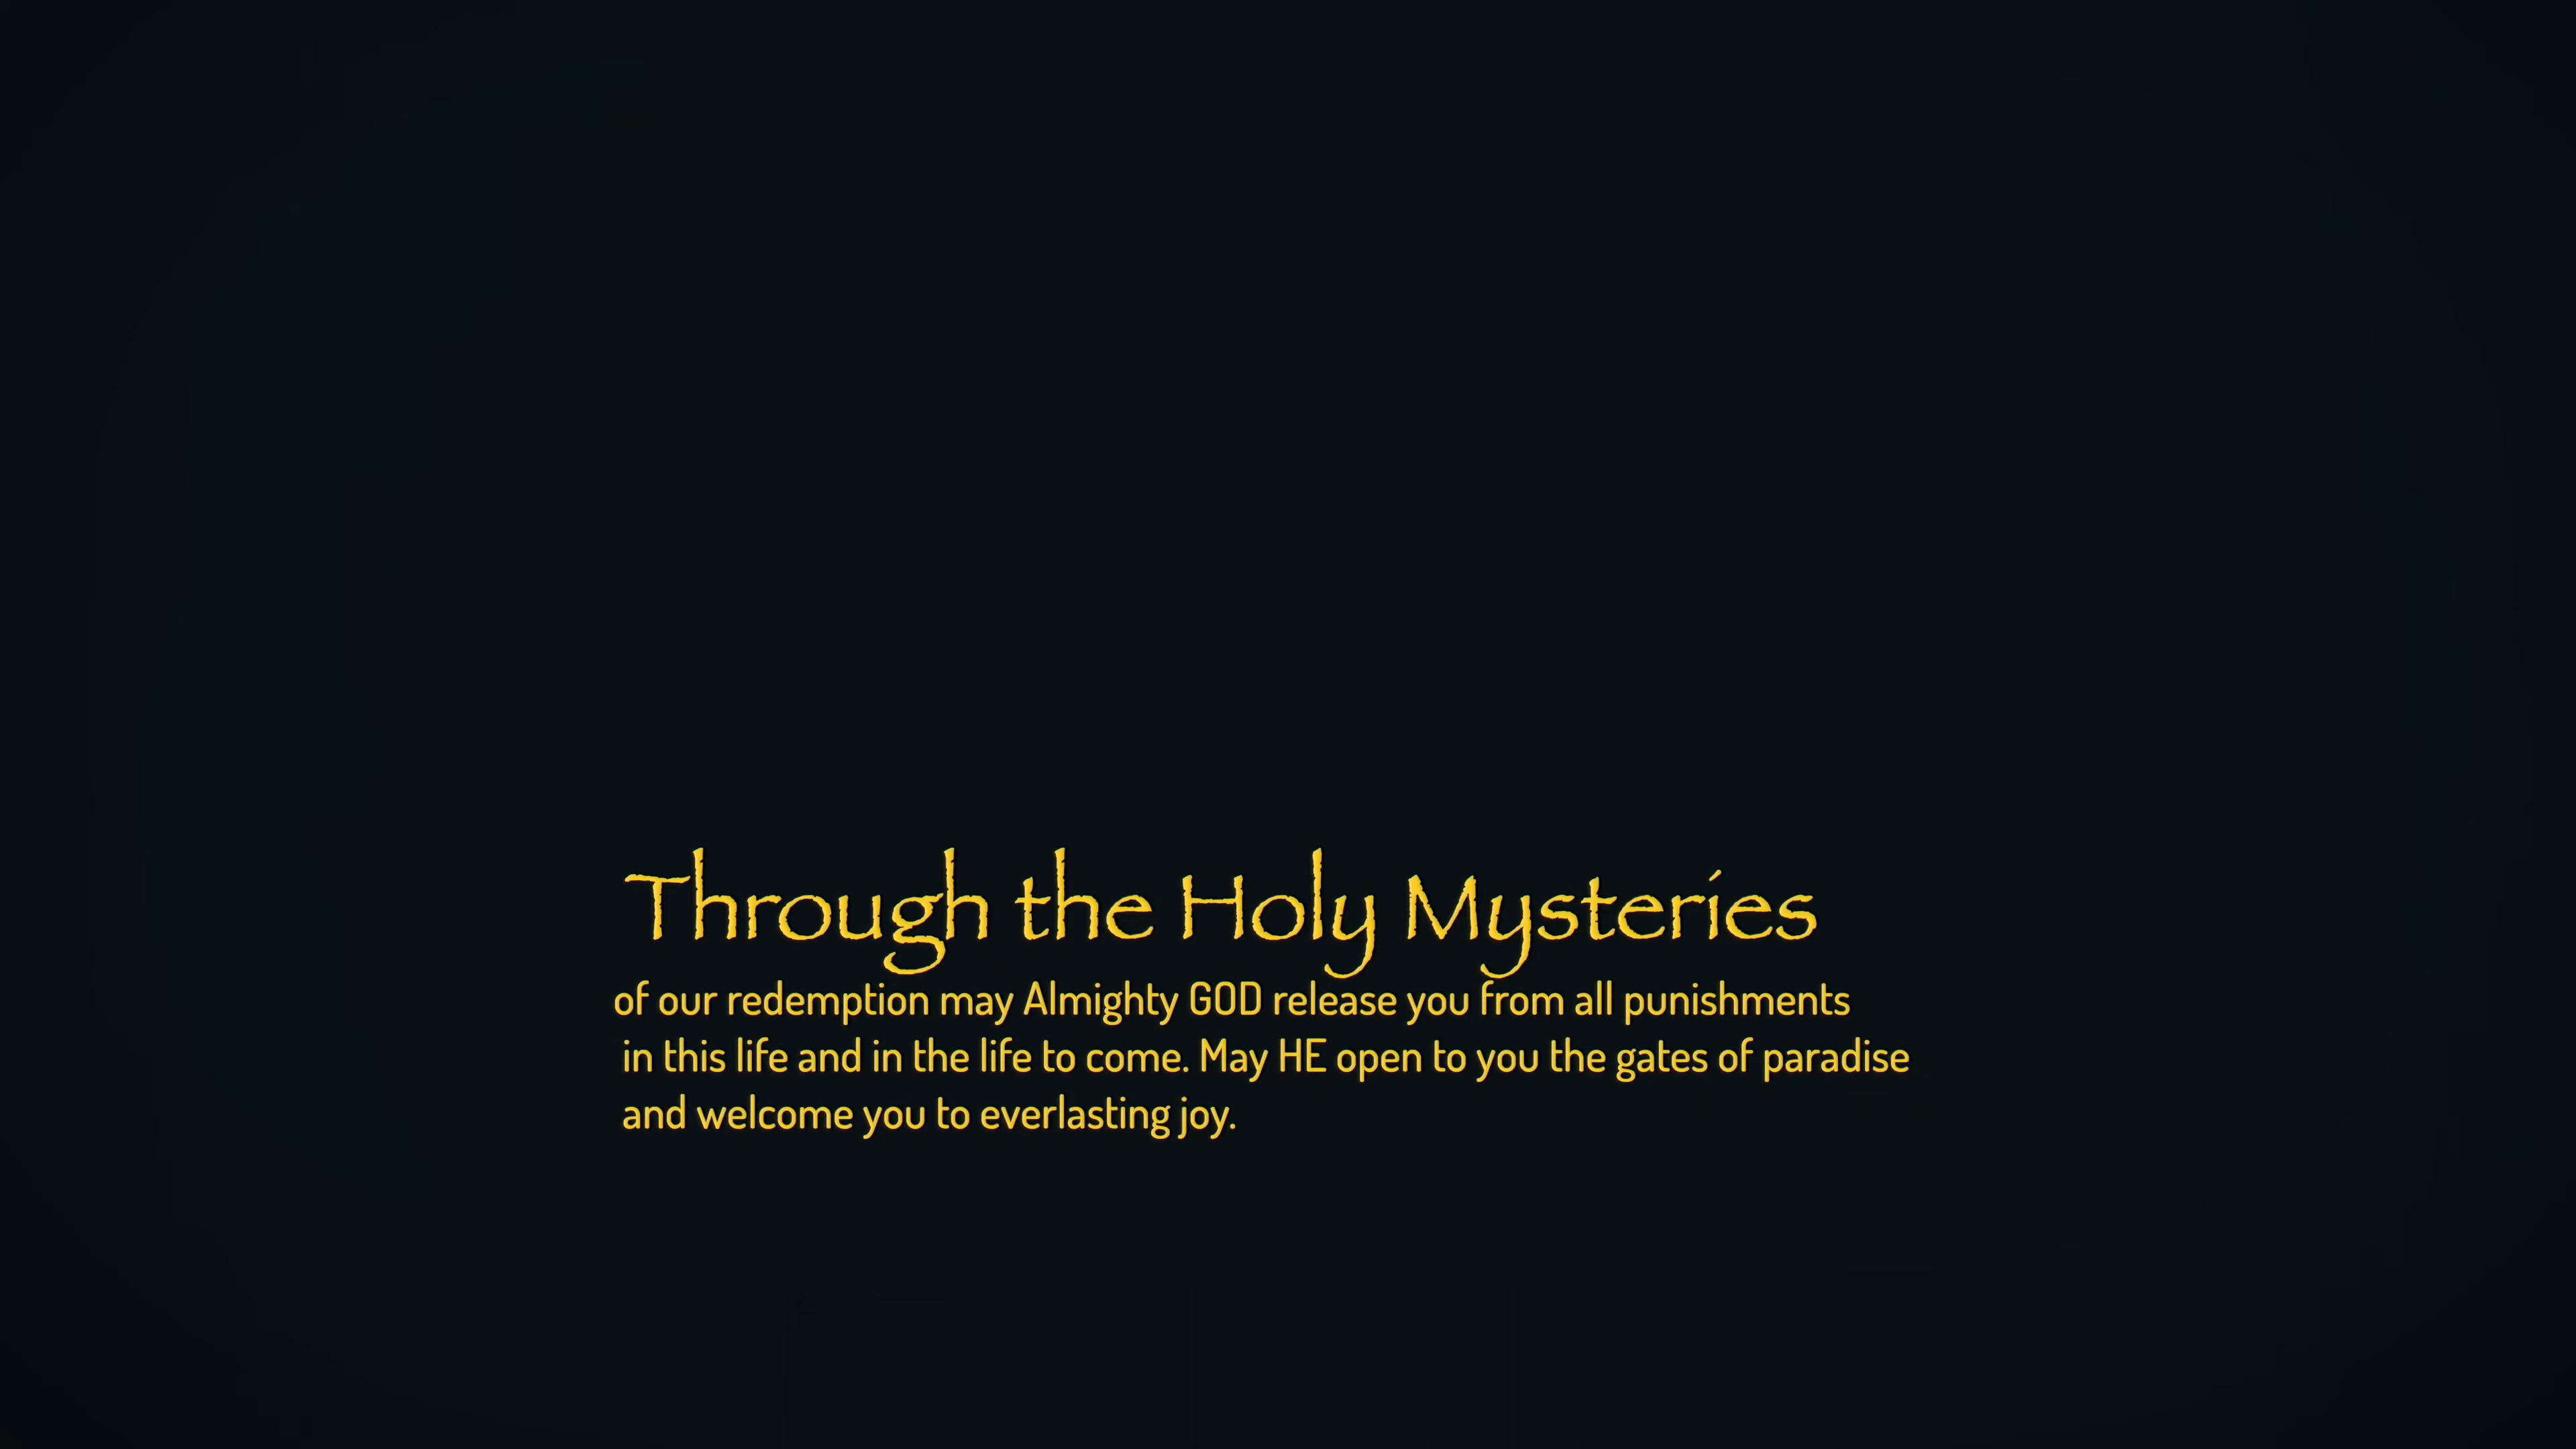 Through the Holy Mysteries
of our redemption may Almighty GOD release you from all punishments
in this life and in the life to come. May HE open to you the gates of paradise
and welcome you to everlasting joy.